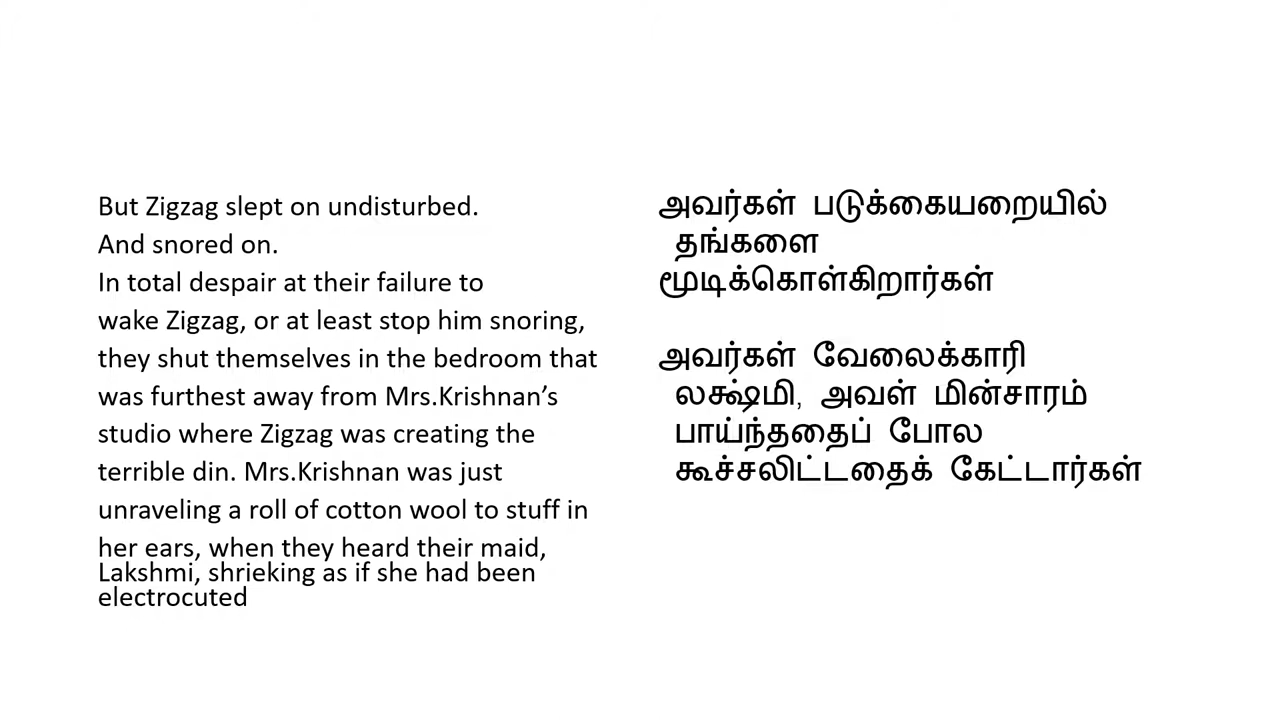 But Zigzag slept on undisturbed.
And snored on.
In total despair at their failure to
wake Zigzag, or at least stop him snoring,
they shut themselves in the bedroom that
was furthest away from Mrs.Krishnan’s
studio where Zigzag was creating the
terrible din. Mrs.Krishnan was just
unraveling a roll of cotton wool to stuff in
her ears, when they heard their maid,
Lakshmi, shrieking as if she had been
electrocuted
அவர்கள் படுக்கையறையில்
தங்களை
மூடிக்கொள்கிறார்கள்
அவர்கள் வேலைக்காரி
லக்ஷ்மி, அவள் மின்சாரம்
பாய்ந்ததைப் போல
கூச்சலிட்டதைக் கேட்டார்கள்